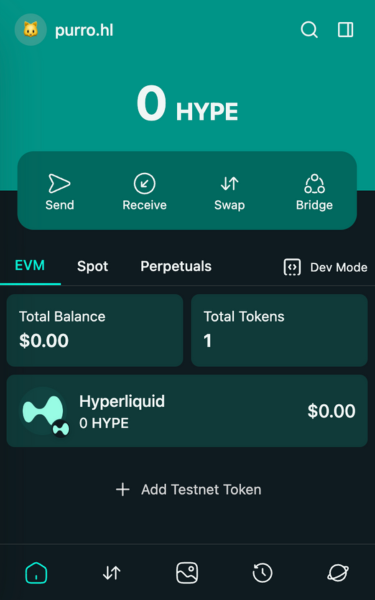 purro.hl
0 HYPE
Send Receive Swap Bridge
EVM Spot Perpetuals Dev Mode
Total Balance Total Tokens
$0.00 1
Hyperliquid
0 HYPE $0.00
Add Testnet Token